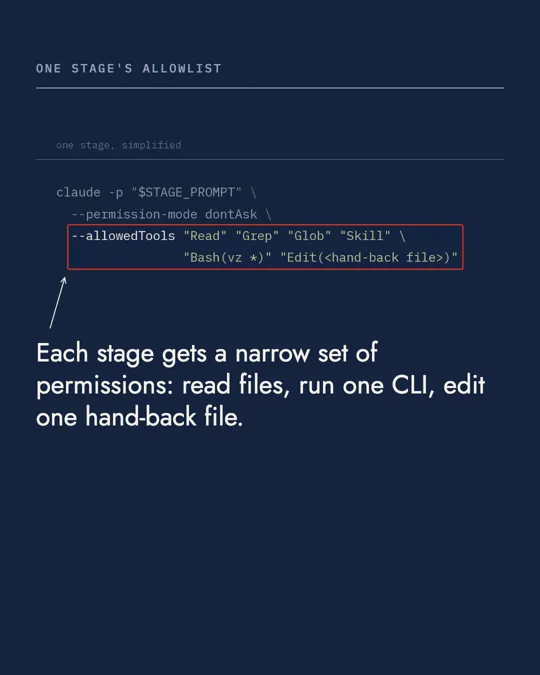 ONE STAGE'S ALLOWLIST
one stage, simplified
claude -p "$STAGE_PROMPT" \
--permission-mode dontAsk \
--allowedTools "Read" "Grep" "Glob" "Skill" \
"Bash(vz *)" "Edit(<hand-back file>)"
Each stage gets a narrow set of
permissions: read files, run one CLI, edit
one hand-back file.